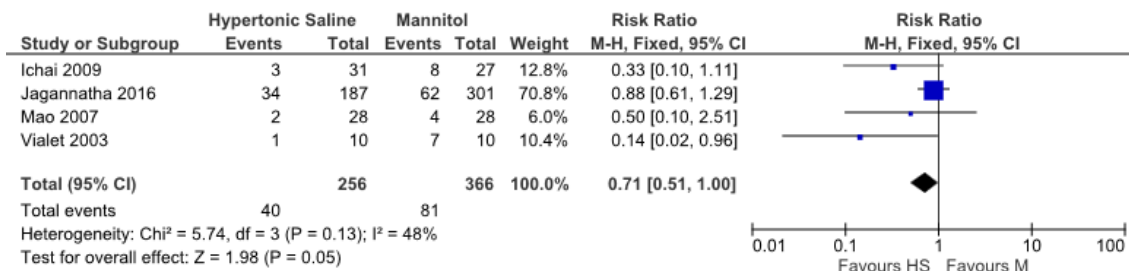 Hypertonic Saline Mannitol Risk Ratio Risk Ratio
Study or Subgroup Events Total Events Total Weight M-H, Fixed, 95% CI M-H, Fixed, 95% CI
Ichai 2009 3 31 8 27 12.8% 0.33 [0.10, 1.11]
Jagannatha 2016 34 187 62 301 70.8% 0.88 [0.61, 1.29]
Mao 2007 2 28 4 28 6.0% 0.50 [0.10, 2.51]
Vialet 2003 1 10 7 10 10.4% 0.14 [0.02, 0.96]
Total (95% CI) 256 366 100.0% 0.71 [0.51, 1.00]
Total events 40 81
Heterogeneity: Chi² = 5.74, df = 3 (P = 0.13); I² = 48%
Test for overall effect: Z = 1.98 (P = 0.05)
0.01 0.1 1 10 100
Favours HS Favours M